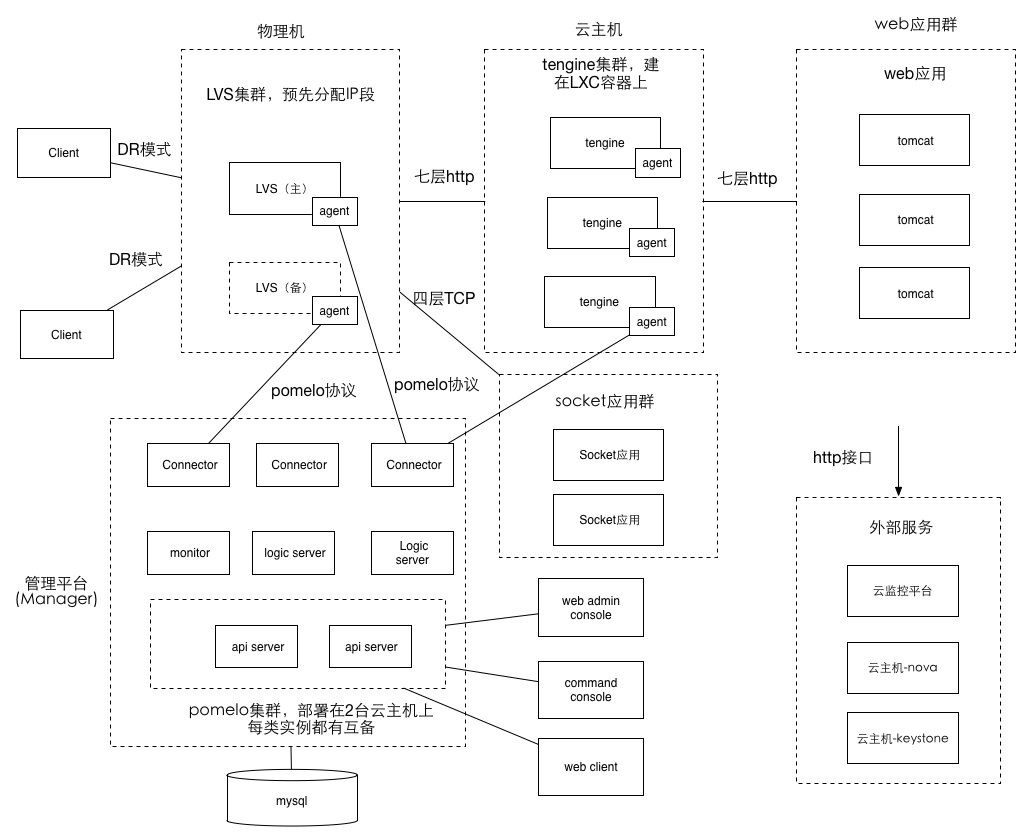 物理机
云主机
web应用群
LVS集群，预先分配IP段
tengine集群，建
在LXC容器上
web应用
Client
DR模式
LVS（主）
agent
七层http
tengine
agent
七层http
tomcat
tengine
agent
tomcat
DR模式
LVS（备）
agent
四层TCP
tengine
agent
tomcat
Client
pomelo协议
pomelo协议
socket应用群
Socket应用
Socket应用
http接口
外部服务
云监控平台
云主机-nova
云主机-keystone
管理平台
(Manager)
Connector
Connector
Connector
monitor
logic server
Logic
server
api server
api server
pomelo集群，部署在2台云主机上
每类实例都有互备
web admin
console
command
console
web client
mysql